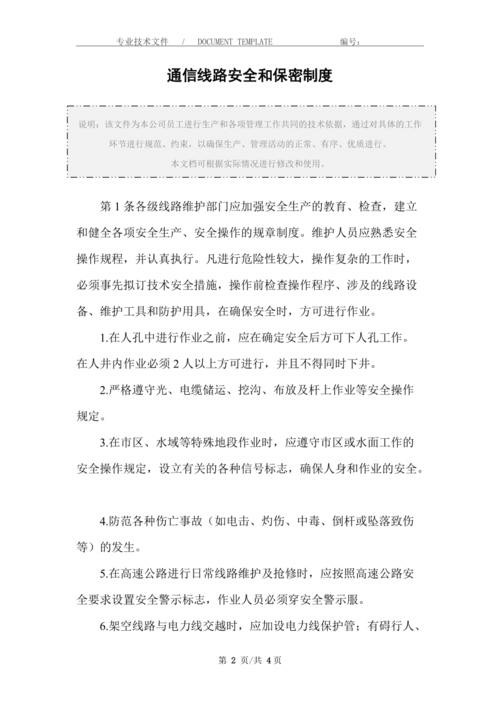 专业技术文件 / DOCUMENT TEMPLATE 编号：
通信线路安全和保密制度
说明：该文件为本公司员工进行生产和各项管理工作共同的技术依据，通过对具体的工作
环节进行规范、约束，以确保生产、管理活动的正常、有序、优质进行。
本文档可根据实际情况进行修改和使用。
第 1 条各级线路维护部门应加强安全生产的教育、检查，建立
和健全各项安全生产、安全操作的规章制度。维护人员应熟悉安全
操作规程，并认真执行。凡进行危险性较大，操作复杂的工作时，
必须事先拟订技术安全措施，操作前检查操作程序、涉及的线路设
备、维护工具和防护用具，在确保安全时，方可进行作业。
1.在人孔中进行作业之前，应在确定安全后方可下人孔工作。
在人井内作业必须 2 人以上方可进行，并且不得同时下井。
2.严格遵守光、电缆储运、挖沟、布放及杆上作业等安全操作
规定。
3.在市区、水域等特殊地段作业时，应遵守市区或水面工作的
安全操作规定，设立有关的各种信号标志，确保人身和作业的安全。
4.防范各种伤亡事故（如电击、灼伤、中毒、倒杆或坠落致伤
等）的发生。
5.在高速公路进行日常线路维护及抢修时，应按照高速公路安
全要求设置安全警示标志，作业人员必须穿安全警示服。
6.架空线路与电力线交越时，应加设电力线保护管；有碍行人、
第 2 页/共 4 页